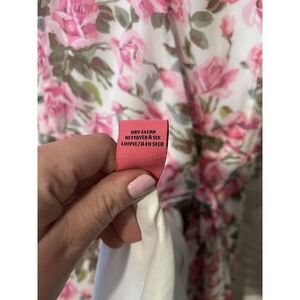 DRY CLEAN
NETTOYER À SEC
LIMPIEZA EN SECO